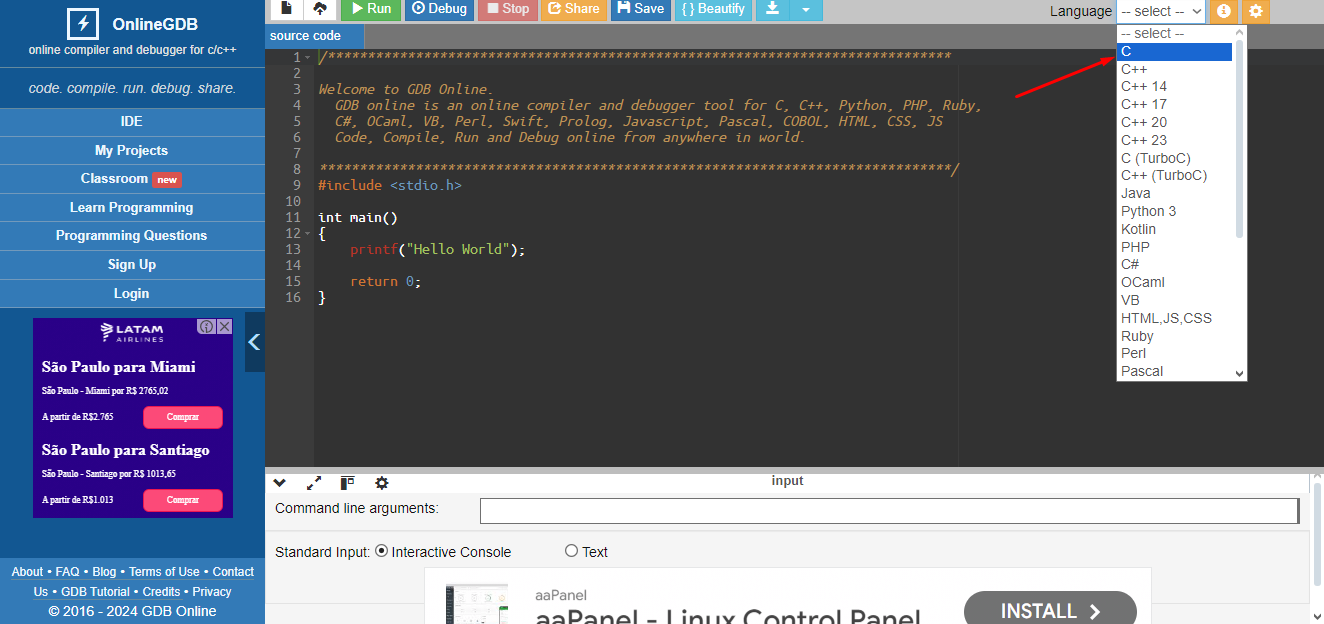 OnlineGDB
online compiler and debugger for c/c++
code. compile. run. debug. share.
IDE
My Projects
Classroom new
Learn Programming
Programming Questions
Sign Up
Login
LATAM
AIRLINES
São Paulo para Miami
São Paulo - Miami por R$ 2765,02
A partir de R$2.765 Comprar
São Paulo para Santiago
São Paulo - Santiago por R$ 1013,65
A partir de R$1.013 Comprar
About • FAQ • Blog • Terms of Use • Contact
Us • GDB Tutorial • Credits • Privacy
© 2016 - 2024 GDB Online
Run Debug Stop Share Save { } Beautify
Language -- select --
source code
1 /******************************************************************************
2
3 Welcome to GDB Online.
4 GDB online is an online compiler and debugger tool for C, C++, Python, PHP, Ruby,
5 C#, OCaml, VB, Perl, Swift, Prolog, Javascript, Pascal, COBOL, HTML, CSS, JS
6 Code, Compile, Run and Debug online from anywhere in world.
7
8 *******************************************************************************/
9 #include <stdio.h>
10
11 int main()
12 {
13 printf("Hello World");
14
15 return 0;
16 }
-- select --
C
C++
C++ 14
C++ 17
C++ 20
C++ 23
C (TurboC)
C++ (TurboC)
Java
Python 3
Kotlin
PHP
C#
OCaml
VB
HTML,JS,CSS
Ruby
Perl
Pascal
input
Command line arguments:
Standard Input: Interactive Console Text
aaPanel
aaPanel - Linux Control Panel
INSTALL